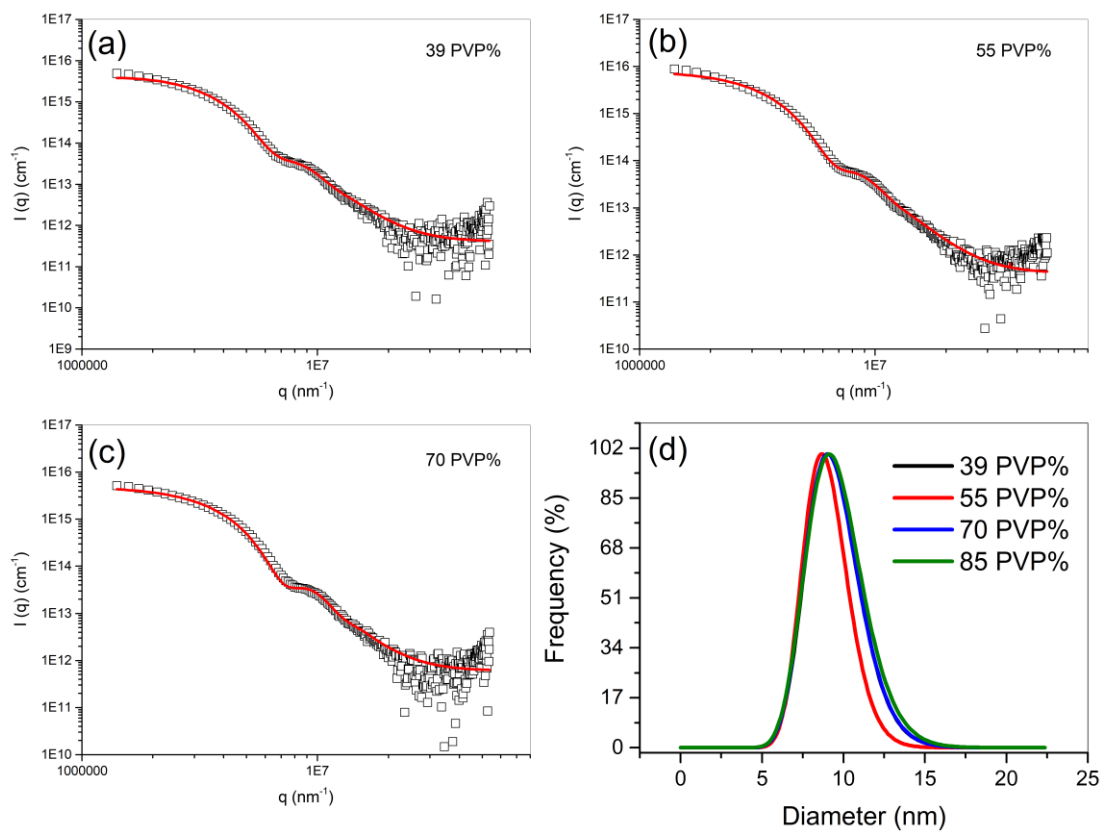 (a)
39 PVP%
1E17
1E16
1E15
1E14
1E13
1E12
1E11
1E10
1E9
I (q) (cm-1)
1000000
1E7
q (nm-1)
(b)
55 PVP%
1E17
1E16
1E15
1E14
1E13
1E12
1E11
1E10
I (q) (cm-1)
1000000
1E7
q (nm-1)
(c)
70 PVP%
1E17
1E16
1E15
1E14
1E13
1E12
1E11
1E10
I (q) (cm-1)
1000000
1E7
q (nm-1)
(d)
39 PVP%
55 PVP%
70 PVP%
85 PVP%
102
85
68
51
34
17
0
Frequency (%)
0
5
10
15
20
25
Diameter (nm)